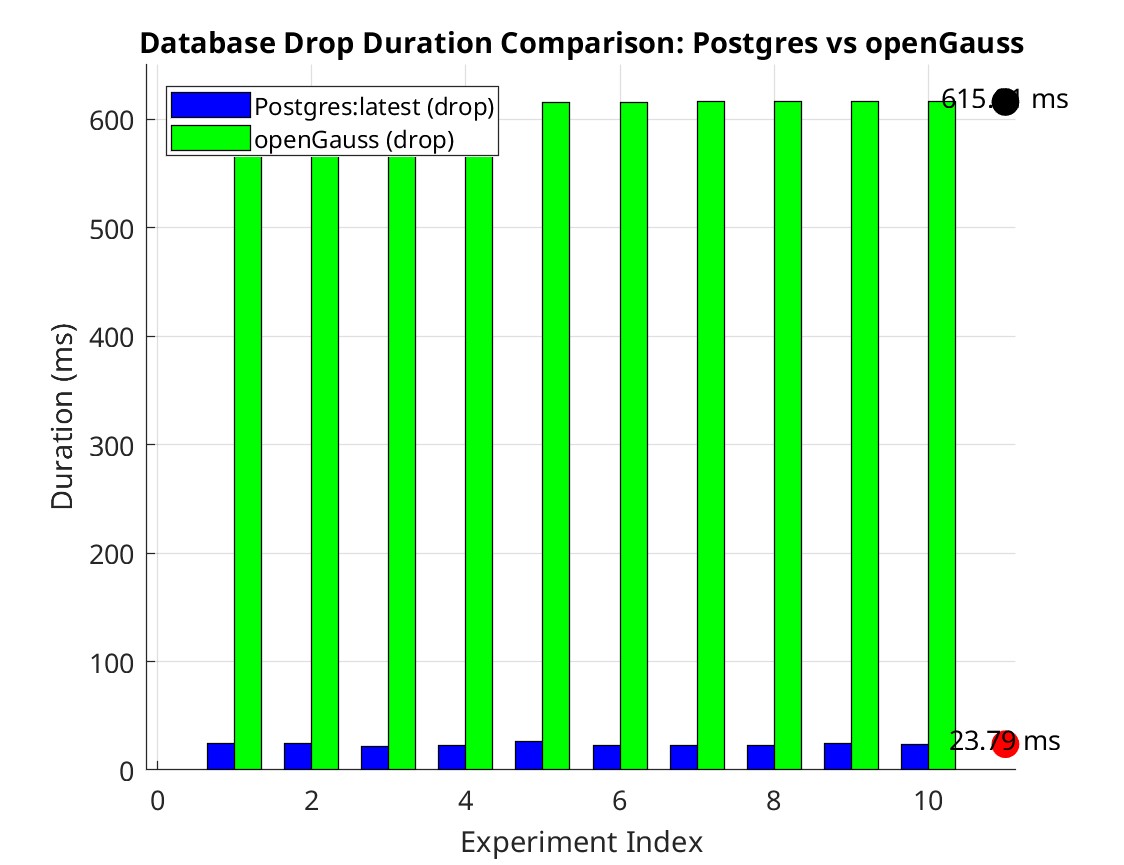 Database Drop Duration Comparison: Postgres vs openGauss
Postgres:latest (drop)
openGauss (drop)
600
500
400
300
200
100
0
Duration (ms)
ms
23.79 ms
0
2
4
6
8
10
Experiment Index